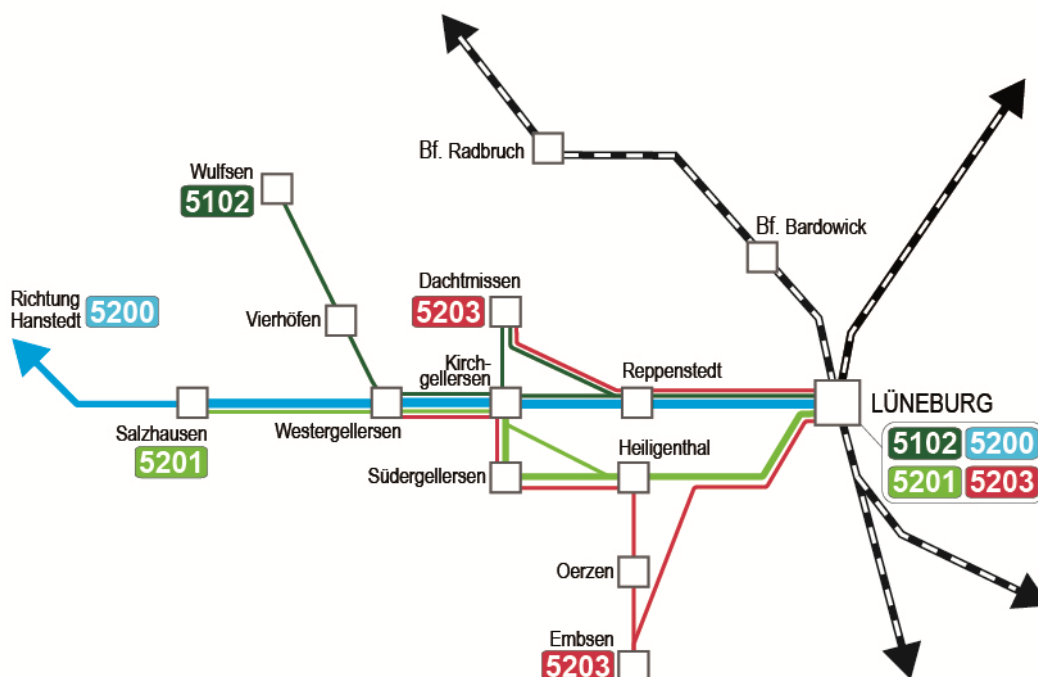 Bf. Radbruch
Wulfsen
5102
Bf. Bardowick
Richtung
Hanstedt 5200
Vierhöfen
Dachtmissen
5203
Kirch-
gellersen
Reppenstedt
Salzhausen
5201
Westergellersen
LÜNEBURG
5102 5200
5201 5203
Südergellersen
Heiligenthal
Oerzen
Embsen
5203